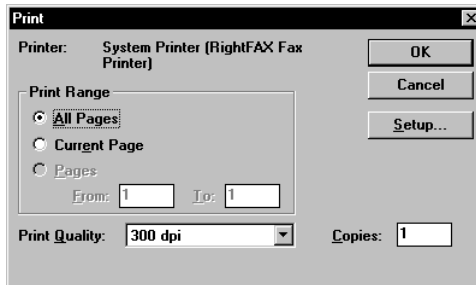 Print
Printer: System Printer (RightFAX Fax
Printer)
OK
Cancel
Setup...
Print Range
All Pages
Current Page
Pages
From: 1 To: 1
Print Quality: 300 dpi
Copies: 1